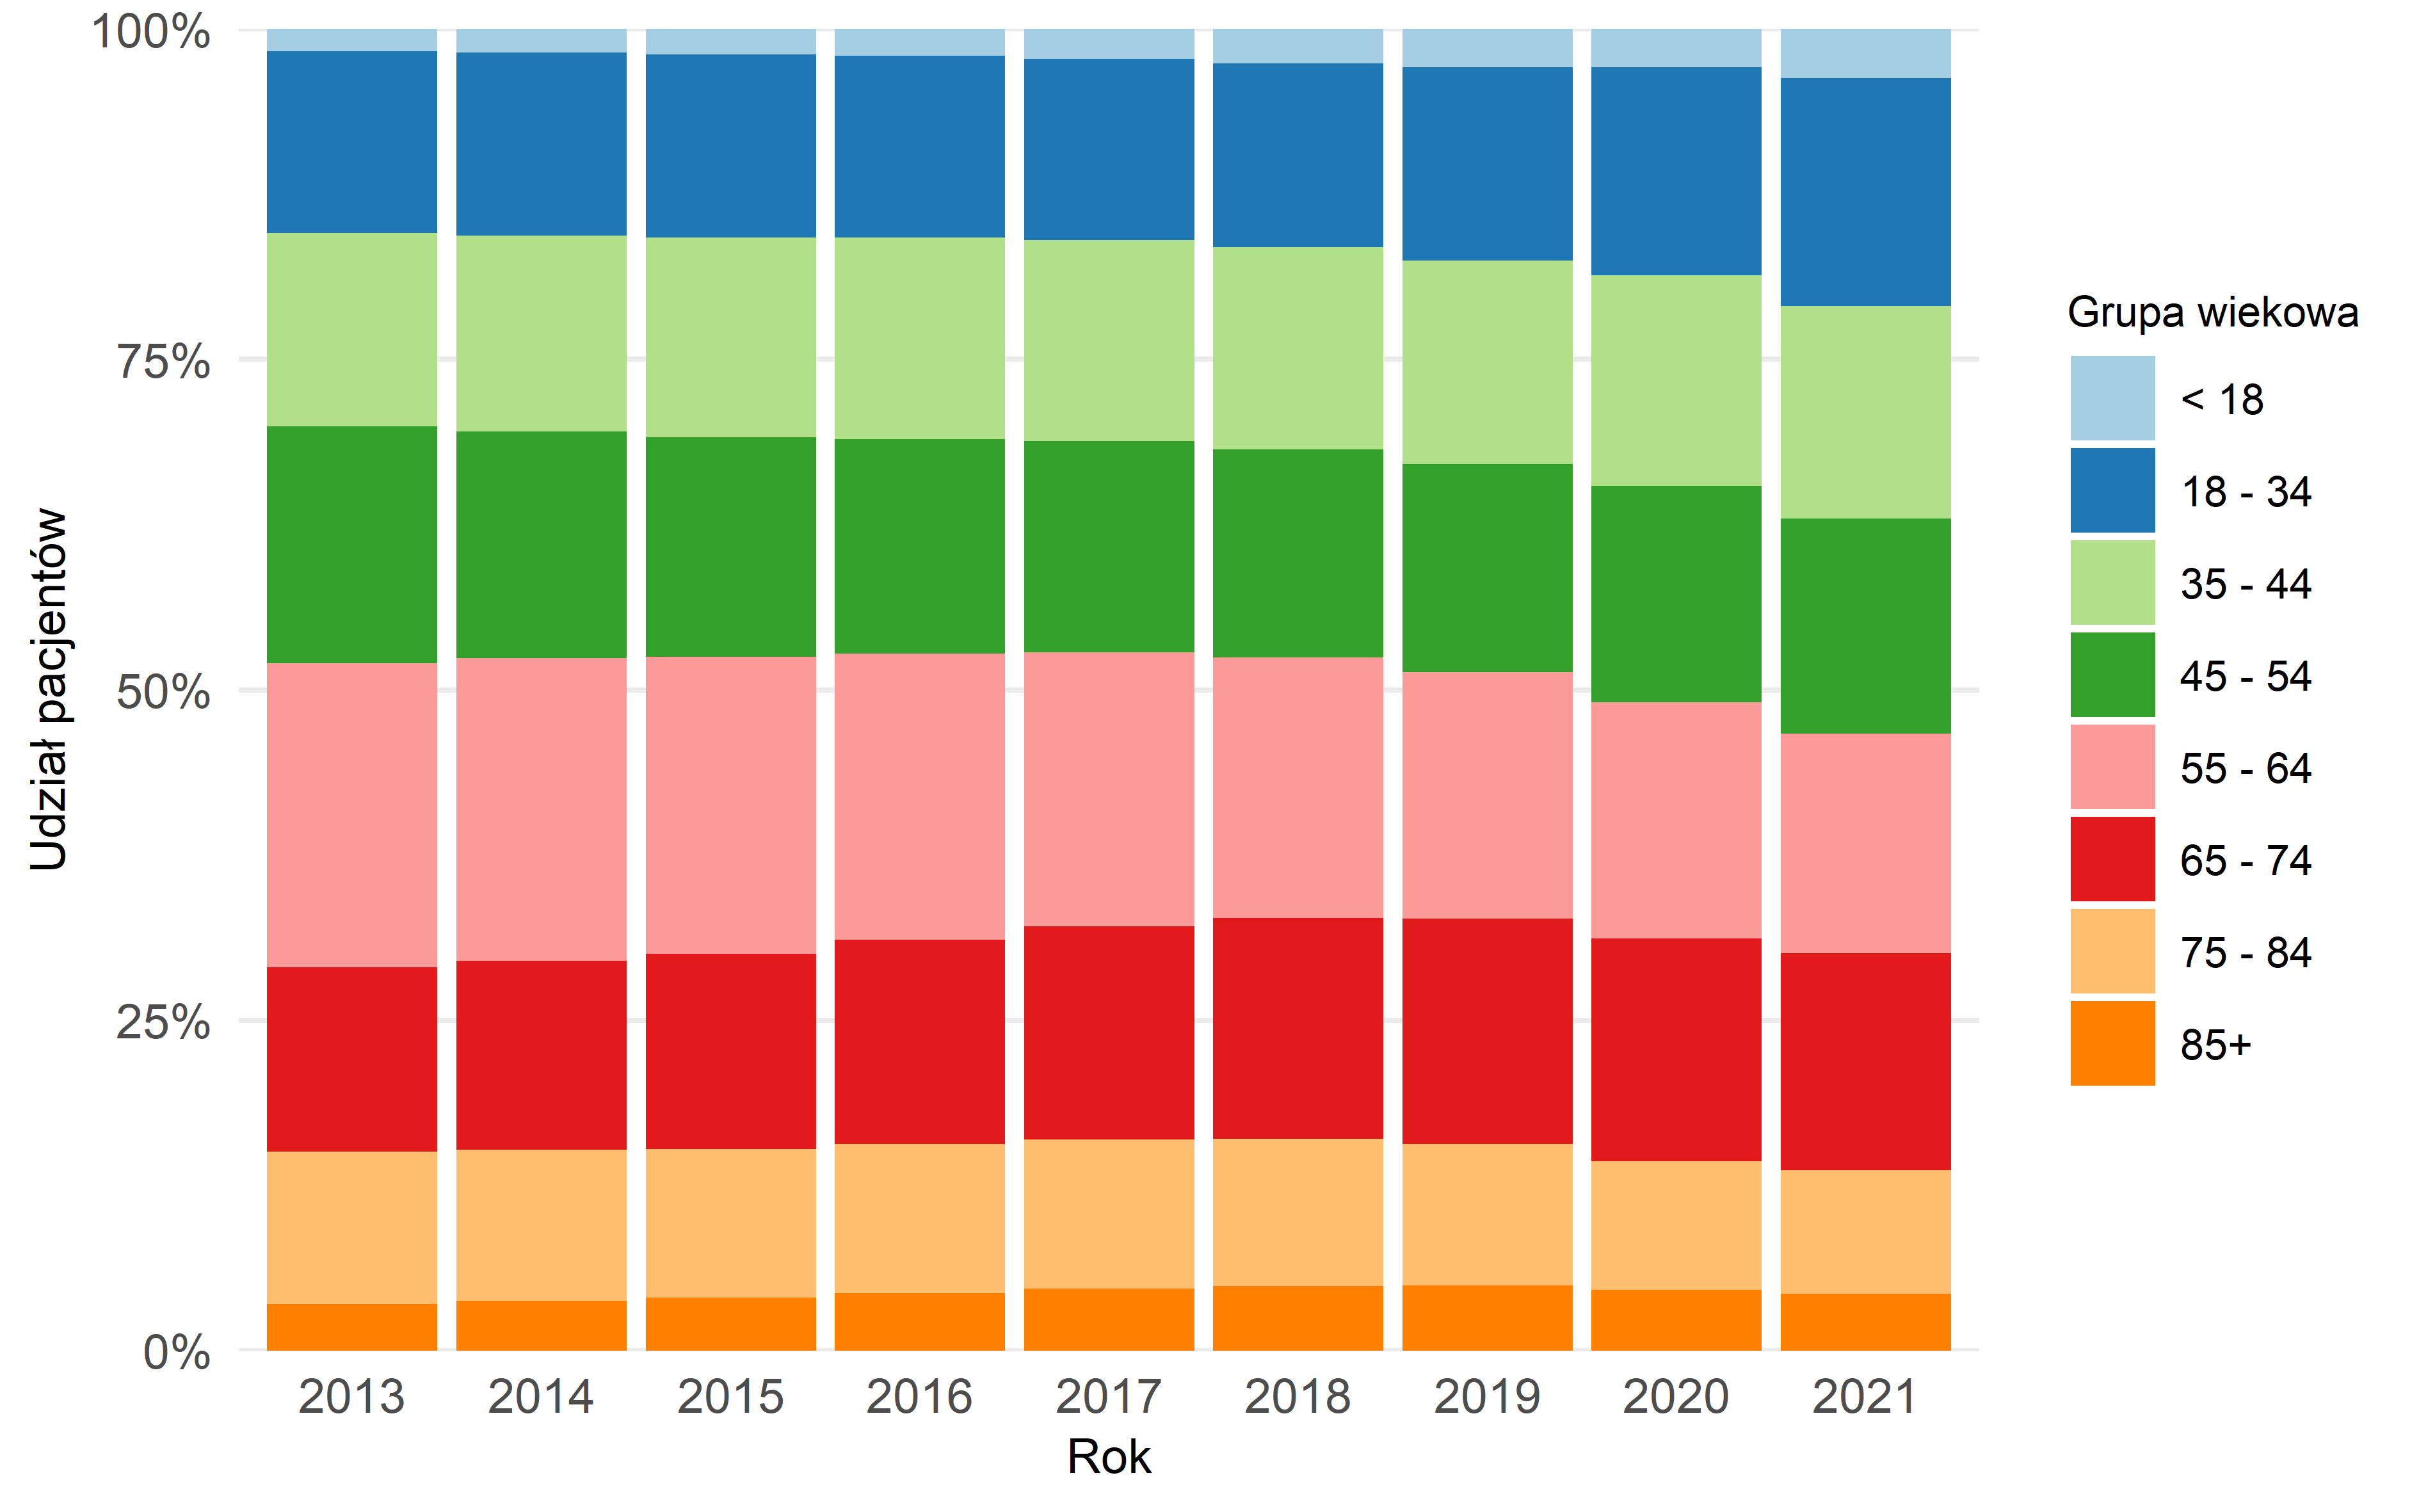 100%
75%
50%
25%
0%
Udział pacjentów
2013 2014 2015 2016 2017 2018 2019 2020 2021
Rok
Grupa wiekowa
< 18
18 - 34
35 - 44
45 - 54
55 - 64
65 - 74
75 - 84
85+